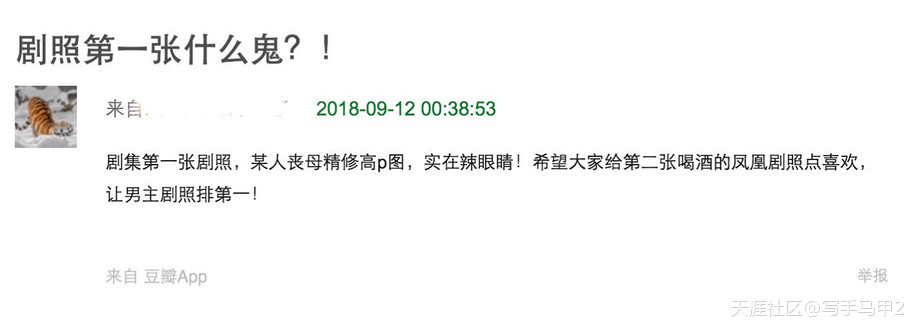 剧照第一张什么鬼？！
来自 2018-09-12 00:38:53
剧集第一张剧照，某人丧母精修高p图，实在辣眼睛！希望大家给第二张喝酒的凤凰剧照点喜欢，
让男主剧照排第一！
来自 豆瓣App 举报
天涯社区@写手马甲2